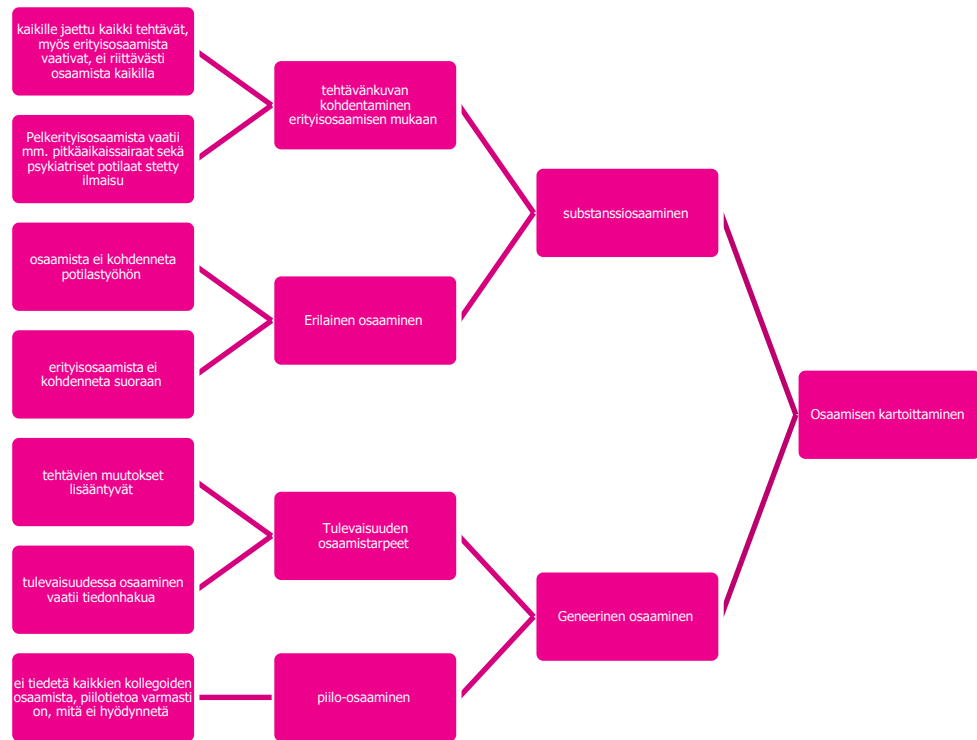 kaikille jaettu kaikki tehtävät,
myös erityisosaamista
vaativat, ei riittävästi
osaamista kaikilla
Pelkerityisosaamista vaatii
mm. pitkäaikaissairaat sekä
psykiatriset potilaat stetty
ilmaisu
osaamista ei kohdenneta
potilastyöhön
erityisosaamista ei
kohdenneta suoraan
tehtävien muutokset
lisääntyvät
tulevaisuudessa osaaminen
vaatii tiedonhakua
ei tiedetä kaikkien kollegoiden
osaamista, piilotietoa varmasti
on, mitä ei hyödynnetä
tehtävänkuvan
kohdentaminen
erityisosaamisen mukaan
Erilainen osaaminen
Tulevaisuuden
osaamistarpeet
piilo-osaaminen
substanssiosaaminen
Geneerinen osaaminen
Osaamisen kartoittaminen